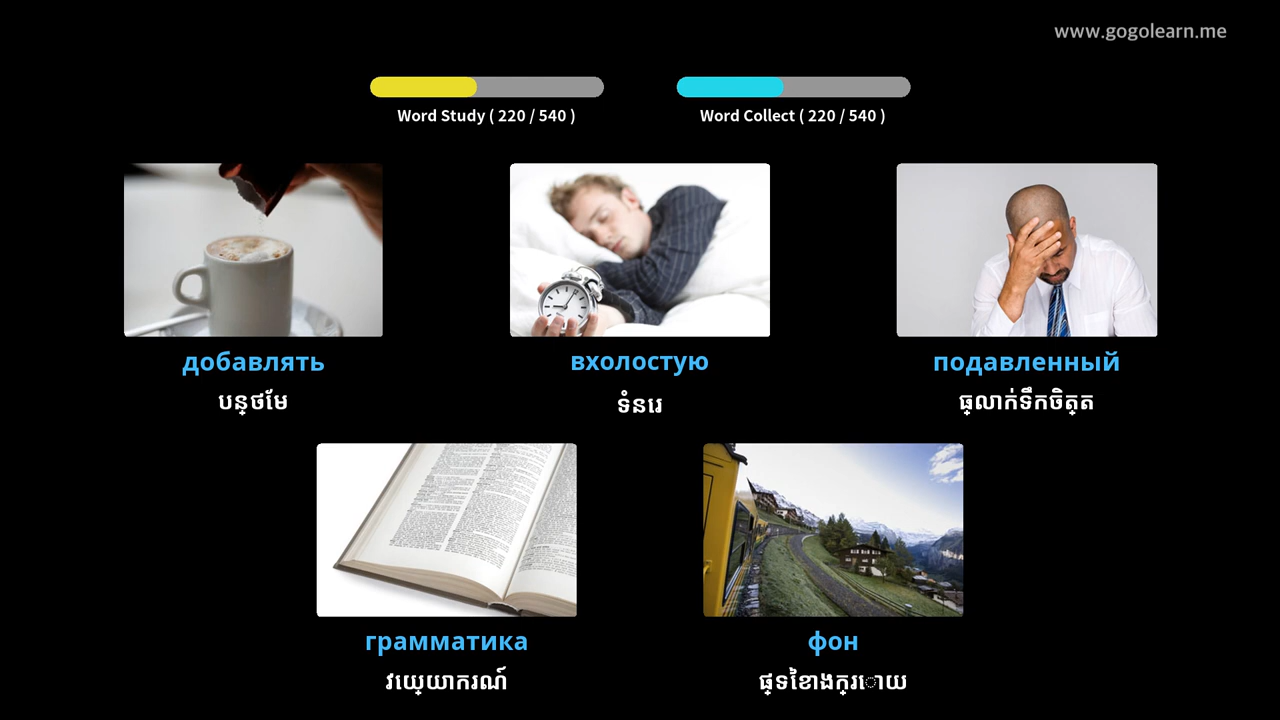 www.gogolearn.me
Word Study ( 220 / 540 )
Word Collect ( 220 / 540 )
добавлять
вхолостую
подавленный
បន្ថែម
ទំនេរ
ធ្លាក់ទឹកចិត្ត
грамматика
фон
វេយ្យាករណ៍
ផ្ទៃខាងក្រោយ